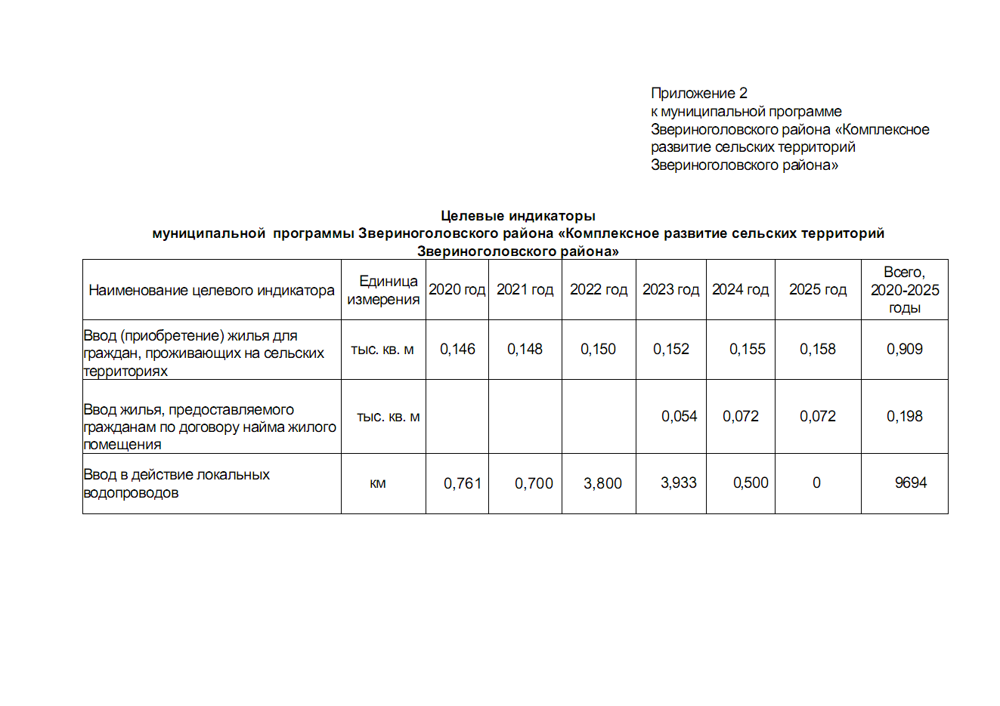 Приложение 2
к муниципальной программе
Звериноголовского района «Комплексное
развитие сельских территорий
Звериноголовского района»
Целевые индикаторы
муниципальной программы Звериноголовского района «Комплексное развитие сельских территорий
Звериноголовского района»
Наименование целевого индикатора
Единица
измерения
2020 год
2021 год
2022 год
2023 год
2024 год
2025 год
Всего,
2020-2025
годы
Ввод (приобретение) жилья для
граждан, проживающих на сельских
территориях
тыс. кв. м
0,146
0,148
0,150
0,152
0,155
0,158
0,909
Ввод жилья, предоставляемого
гражданам по договору найма жилого
помещения
тыс. кв. м
0,054
0,072
0,072
0,198
Ввод в действие локальных
водопроводов
км
0,761
0,700
3,800
3,933
0,500
0
9694